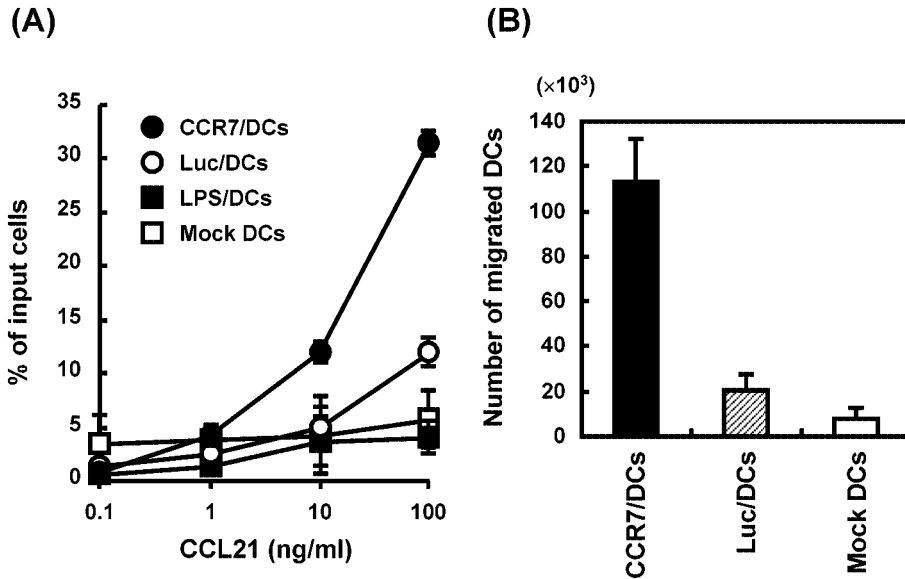 (A)
% of input cells
35
30
25
20
15
10
5
0
CCR7/DCs
Luc/DCs
LPS/DCs
Mock DCs
0.1 1 10 100
CCL21 (ng/ml)
(B)
(×10³)
Number of migrated DCs
140
120
100
80
60
40
20
0
CCR7/DCs
Luc/DCs
Mock DCs